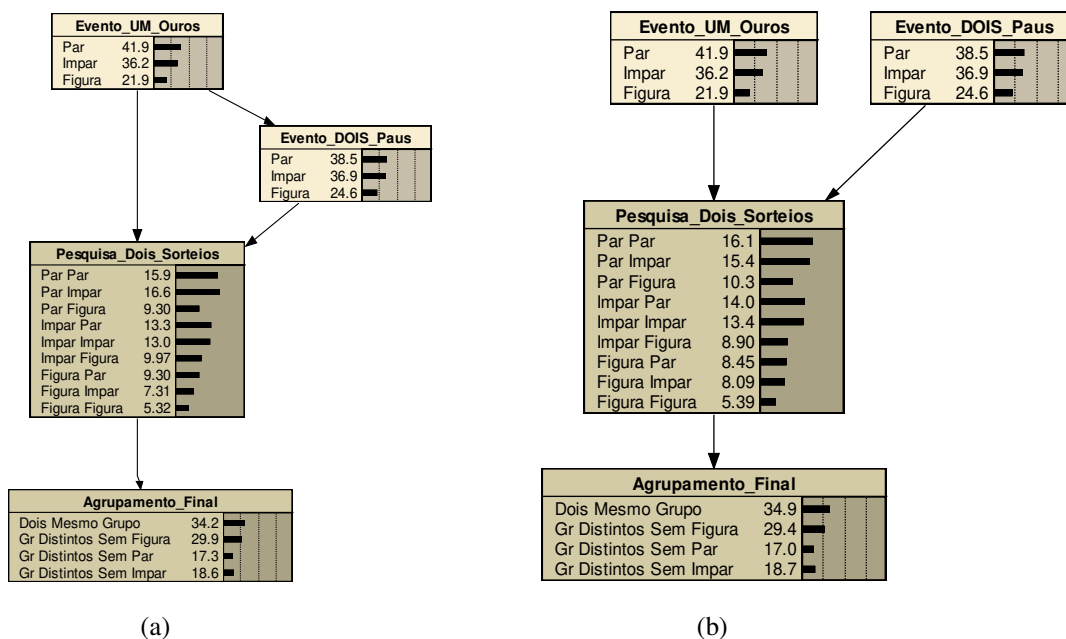 Evento_UM_Ouros
Par 41.9
Impar 36.2
Figura 21.9
Evento_DOIS_Paus
Par 38.5
Impar 36.9
Figura 24.6
Pesquisa_Dois_Sorteios
Par Par 15.9
Par Impar 16.6
Par Figura 9.30
Impar Par 13.3
Impar Impar 13.0
Impar Figura 9.97
Figura Par 9.30
Figura Impar 7.31
Figura Figura 5.32
Agrupamento_Final
Dois Mesmo Grupo 34.2
Gr Distintos Sem Figura 29.9
Gr Distintos Sem Par 17.3
Gr Distintos Sem Impar 18.6
(a)
Evento_UM_Ouros
Par 41.9
Impar 36.2
Figura 21.9
Evento_DOIS_Paus
Par 38.5
Impar 36.9
Figura 24.6
Pesquisa_Dois_Sorteios
Par Par 16.1
Par Impar 15.4
Par Figura 10.3
Impar Par 14.0
Impar Impar 13.4
Impar Figura 8.90
Figura Par 8.45
Figura Impar 8.09
Figura Figura 5.39
Agrupamento_Final
Dois Mesmo Grupo 34.9
Gr Distintos Sem Figura 29.4
Gr Distintos Sem Par 17.0
Gr Distintos Sem Impar 18.7
(b)